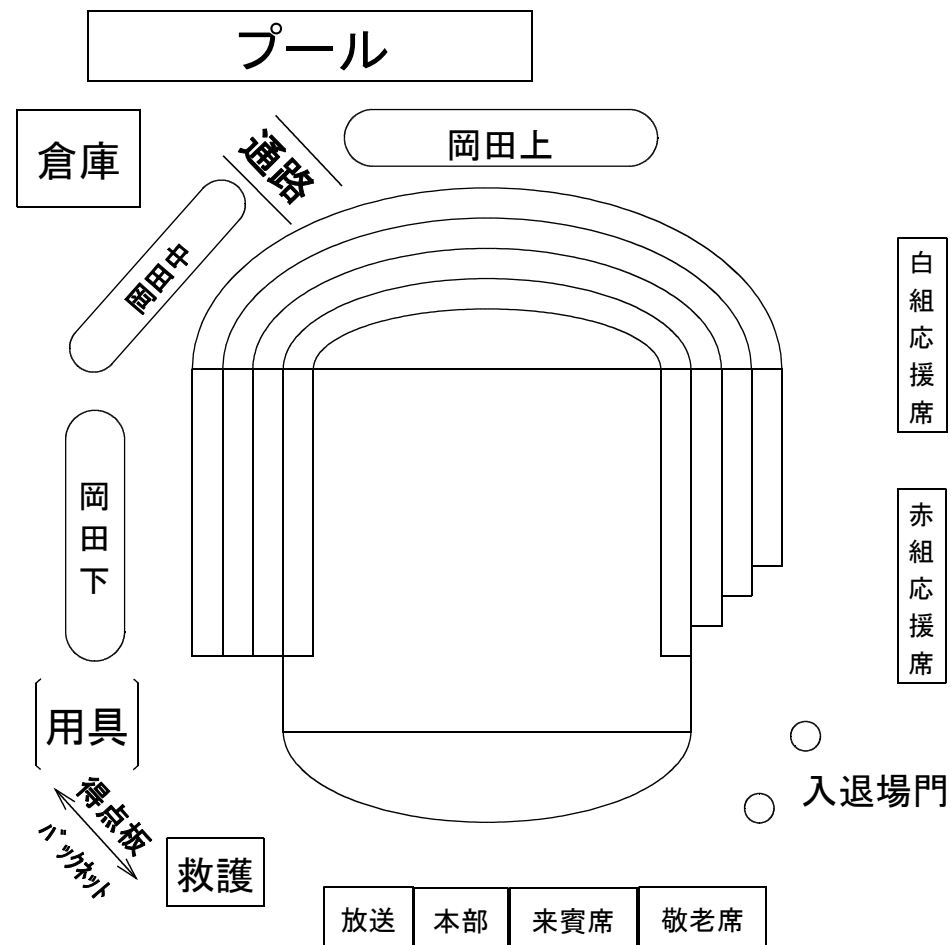 プール
倉庫
通路
岡田上
岡田中
白組応援席
岡田下
赤組応援席
用具
得点板
バックネット
入退場門
救護
放送
本部
来賓席
敬老席